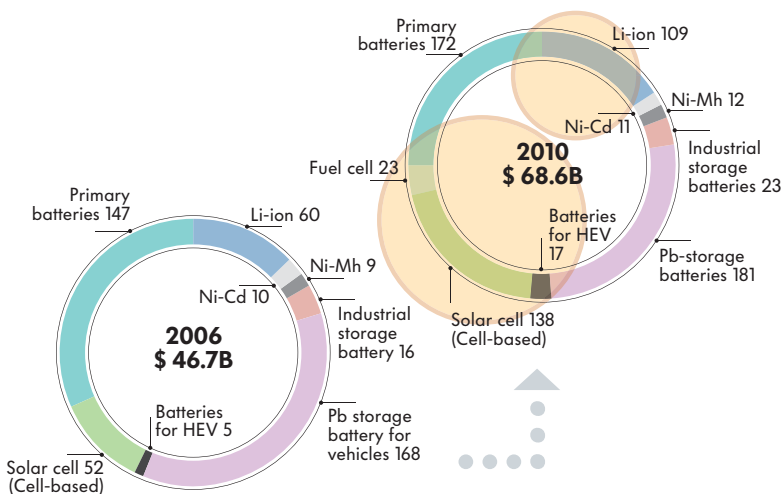 Primary
batteries 172
Li-ion 109
Ni-Mh 12
Ni-Cd 11
Industrial
storage
batteries 23
2010
$ 68.6B
Fuel cell 23
Batteries
for HEV
17
Pb-storage
batteries 181
Solar cell 138
(Cell-based)
Primary
batteries 147
Li-ion 60
Ni-Mh 9
Ni-Cd 10
Industrial
storage
battery 16
2006
$ 46.7B
Batteries
for HEV 5
Pb storage
battery for
vehicles 168
Solar cell 52
(Cell-based)